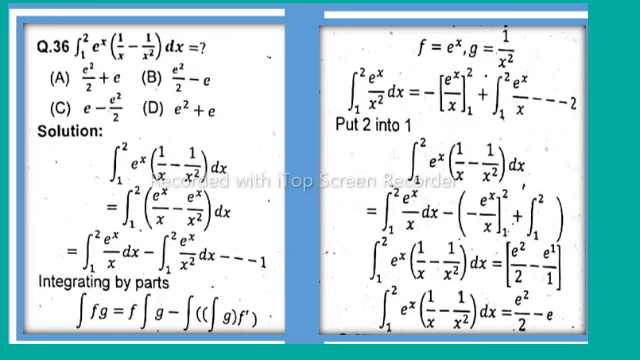 Q.36 ∫₁² eˣ (1/x − 1/x²) dx =?
(A) e²/2 + e (B) e²/2 − e
(C) e − e²/2 (D) e² + e
Solution:
∫₁² eˣ (1/x − 1/x²) dx
= ∫₁² (eˣ/x − eˣ/x²) dx
= ∫₁² eˣ/x dx − ∫₁² eˣ/x² dx − − − 1
Integrating by parts
∫ fg = f ∫ g − ∫ ((∫ g)f′)
f = eˣ, g = 1/x²
∫₁² eˣ/x² dx = −[eˣ/x]₁² + ∫₁² eˣ/x − − − − 2
Put 2 into 1
∫₁² eˣ (1/x − 1/x²) dx
= ∫₁² eˣ/x dx − (− eˣ/x]₁² + ∫₁² )
∫₁² eˣ (1/x − 1/x²) dx = [e²/2 − e¹/1]
∫₁² eˣ (1/x − 1/x²) dx = e²/2 − e
Recorded with iTop Screen Recorder